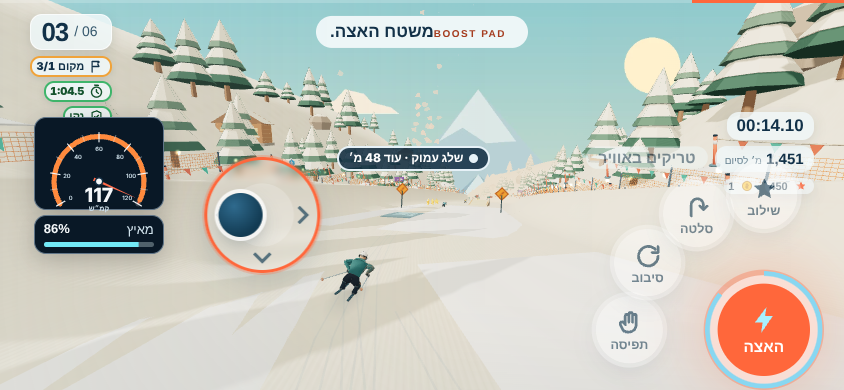 03 / 06
מקום 3/1
1:04.5
0
20
40
60
80
100
120
117
קמ״ש
מאיץ 86%
משטח האצה.
BOOST PAD
שלג עמוק · עוד 48 מ׳
00:14.10
1,451 מ׳ לסיום
טריקים באוויר
1
שילוב
סלטה
סיבוב
תפיסה
האצה